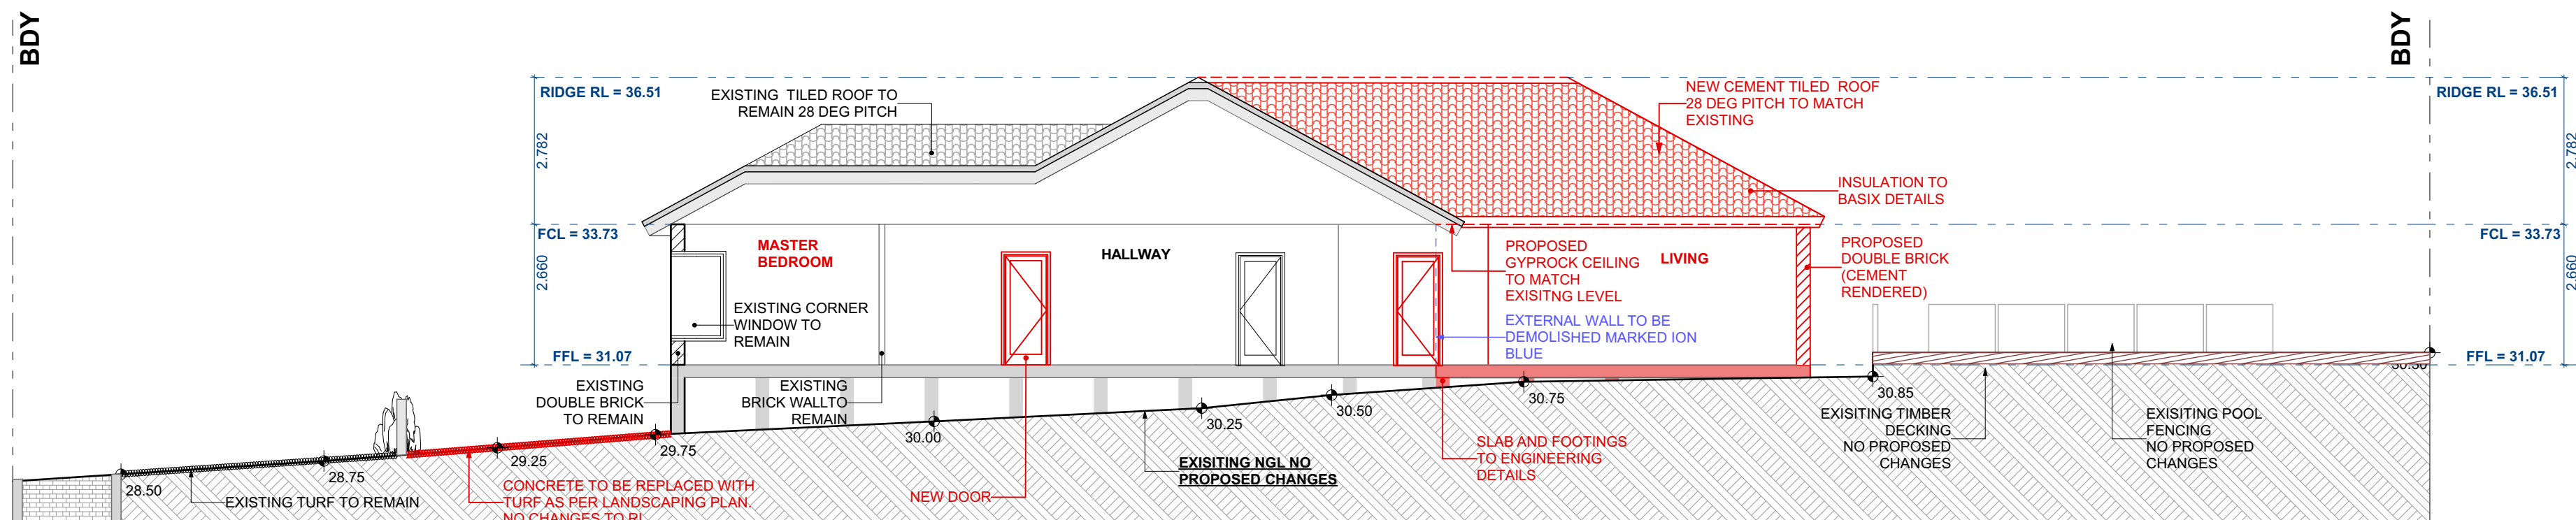 BDY
BDY
RIDGE RL = 36.51
EXISTING  TILED ROOF TO
REMAIN 28 DEG PITCH
NEW CEMENT TILED  ROOF
28 DEG PITCH TO MATCH
EXISTING
RIDGE RL = 36.51
2.782
2.782
INSULATION TO
BASIX DETAILS
FCL = 33.73
MASTER
BEDROOM
HALLWAY
PROPOSED
GYPROCK CEILING
TO MATCH
EXISITNG LEVEL
LIVING
PROPOSED
DOUBLE BRICK
(CEMENT
RENDERED)
FCL = 33.73
2.660
2.660
EXISTING CORNER
WINDOW TO
REMAIN
EXTERNAL WALL TO BE
DEMOLISHED MARKED ION
BLUE
FFL = 31.07
FFL = 31.07
30.50
EXISTING
DOUBLE BRICK
TO REMAIN
EXISTING
BRICK WALLTO
REMAIN
28.50
28.75
29.25
29.75
30.00
30.25
30.50
30.75
30.85
EXISITING TIMBER
DECKING
NO PROPOSED
CHANGES
EXISITING POOL
FENCING
NO PROPOSED
CHANGES
EXISTING TURF TO REMAIN
CONCRETE TO BE REPLACED WITH
TURF AS PER LANDSCAPING PLAN.
NO CHANGES TO RL
NEW DOOR
EXISITING NGL NO
PROPOSED CHANGES
SLAB AND FOOTINGS
TO ENGINEERING
DETAILS